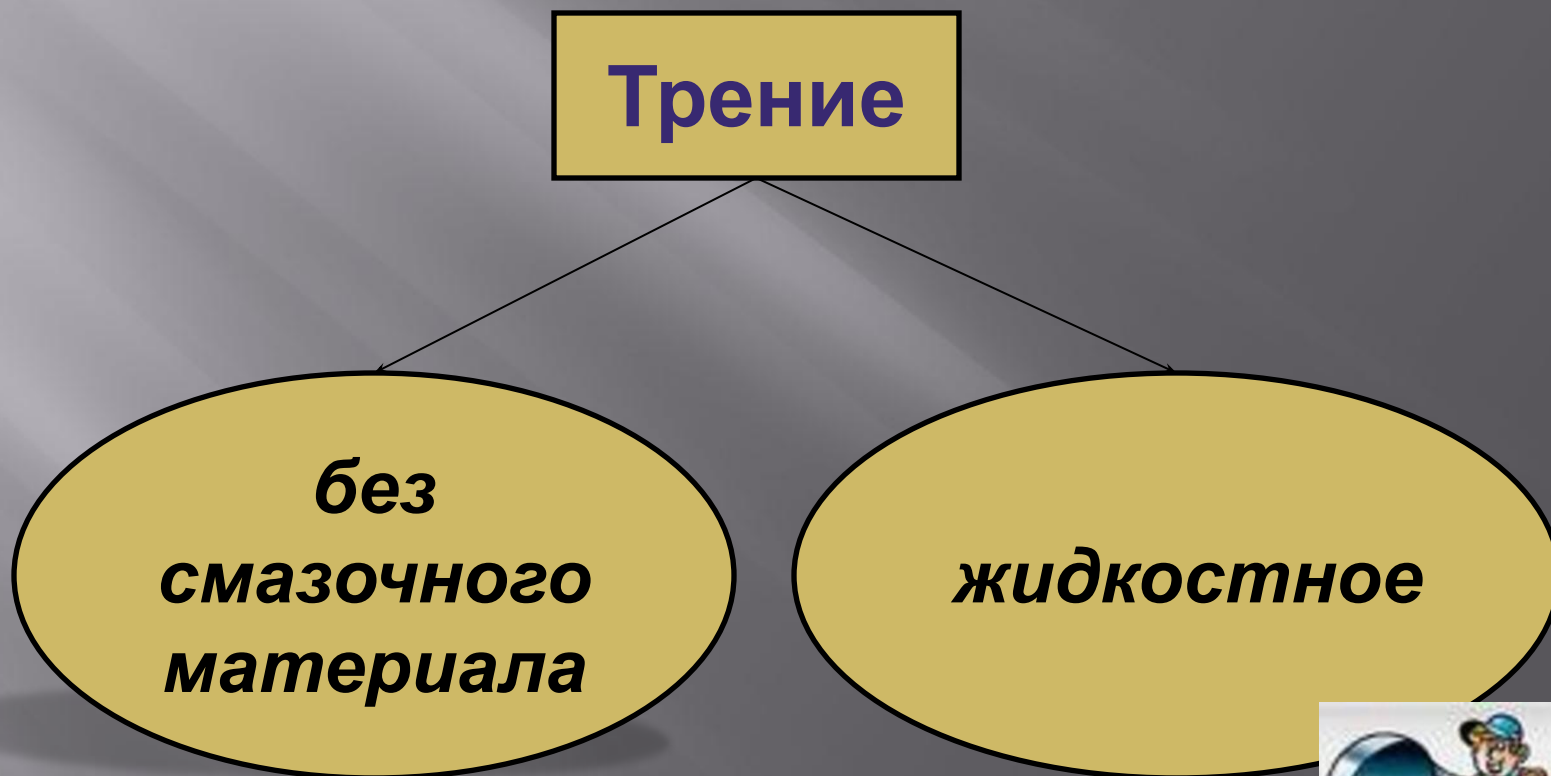 Трение
без
смазочного
материала
жидкостное